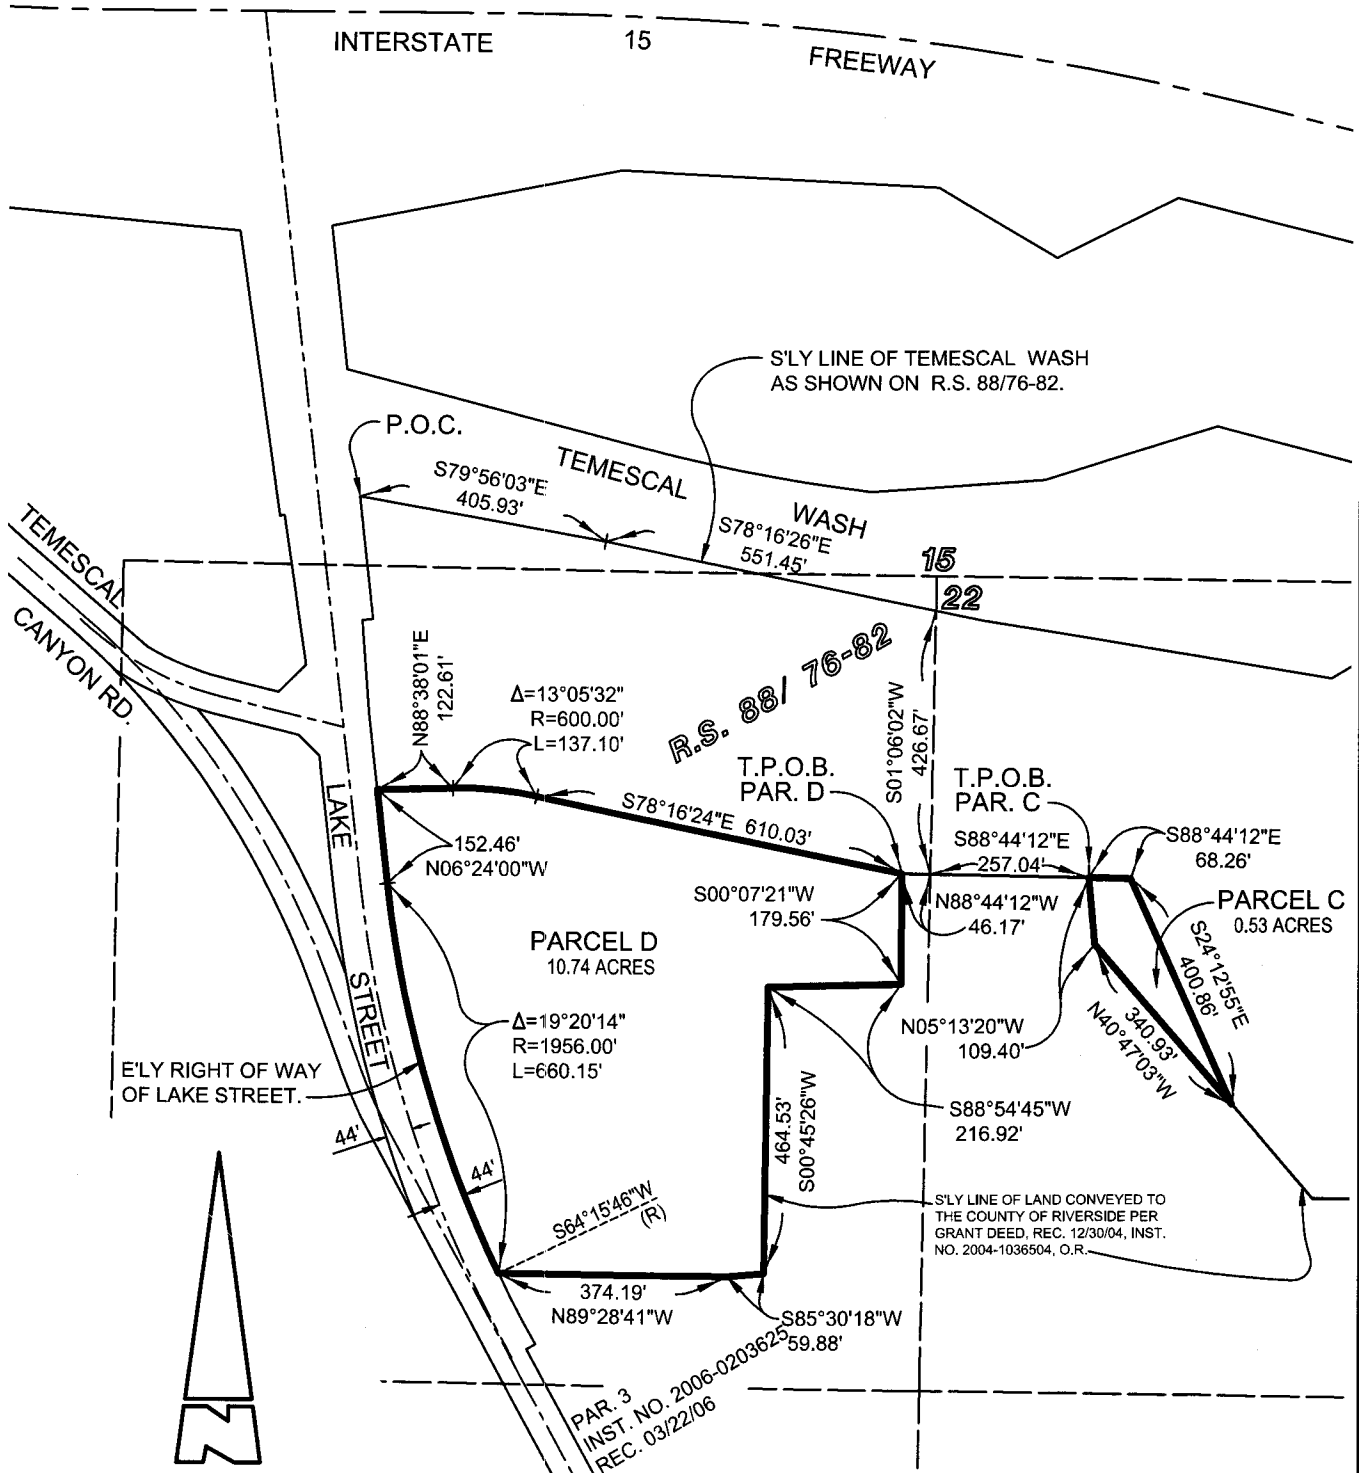 INTERSTATE 15 FREEWAY
S'LY LINE OF TEMESCAL WASH
AS SHOWN ON R.S. 88/76-82.
P.O.C.
S79°56'03"E
405.93'
TEMESCAL WASH
S78°16'26"E
551.45'
15
22
TEMESCAL
CANYON RD.
N88°38'01"E
122.61'
Δ=13°05'32"
R=600.00'
L=137.10'
R.S. 88/ 76-82
S01°06'02"W
426.67'
T.P.O.B.
PAR. D
T.P.O.B.
PAR. C
S78°16'24"E 610.03'
S88°44'12"E
257.04'
S88°44'12"E
68.26'
LAKE STREET
152.46'
N06°24'00"W
S00°07'21"W
179.56'
N88°44'12"W
46.17'
PARCEL C
0.53 ACRES
PARCEL D
10.74 ACRES
S24°12'55"E
400.86'
Δ=19°20'14"
R=1956.00'
L=660.15'
N05°13'20"W
109.40'
340.93'
N40°47'03"W
E'LY RIGHT OF WAY
OF LAKE STREET.
464.53'
S00°45'26"W
S88°54'45"W
216.92'
44'
44'
S64°15'46"W
(R)
S'LY LINE OF LAND CONVEYED TO
THE COUNTY OF RIVERSIDE PER
GRANT DEED, REC. 12/30/04, INST.
NO. 2004-1036504, O.R.
374.19'
N89°28'41"W
S85°30'18"W
59.88'
PAR. 3
INST. NO. 2006-0203625
REC. 03/22/06
N